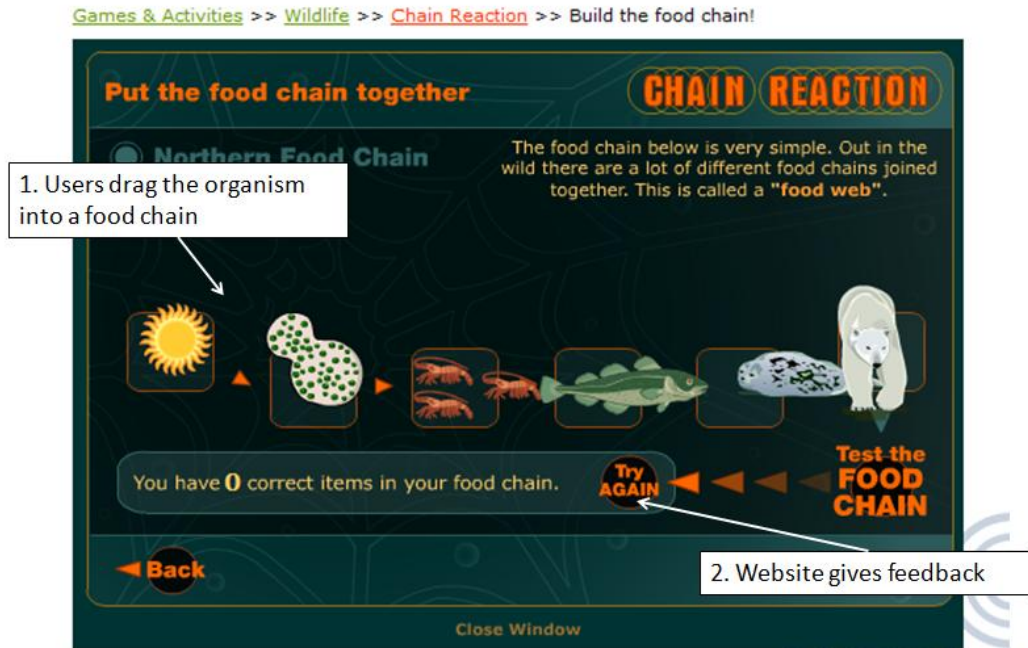 Games & Activities >> Wildlife >> Chain Reaction >> Build the food chain!
Put the food chain together
CHAIN REACTION
Northern Food Chain
The food chain below is very simple. Out in the
wild there are a lot of different food chains joined
together. This is called a "food web".
1. Users drag the organism
into a food chain
You have 0 correct items in your food chain.
Try
AGAIN
Test the
FOOD
CHAIN
2. Website gives feedback
Back
Close Window